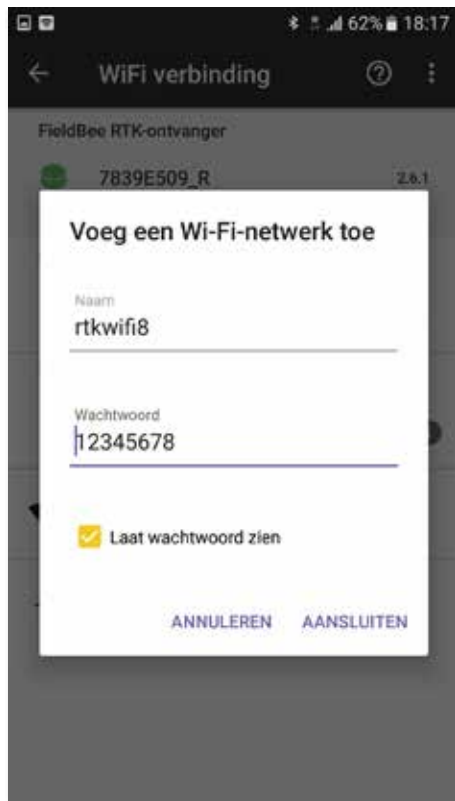 62% 18:17
WiFi verbinding
FieldBee RTK-ontvanger
7839E509_R 2.6.1
Voeg een Wi-Fi-netwerk toe
Naam
rtkwifi8
Wachtwoord
12345678
Laat wachtwoord zien
ANNULEREN AANSLUITEN